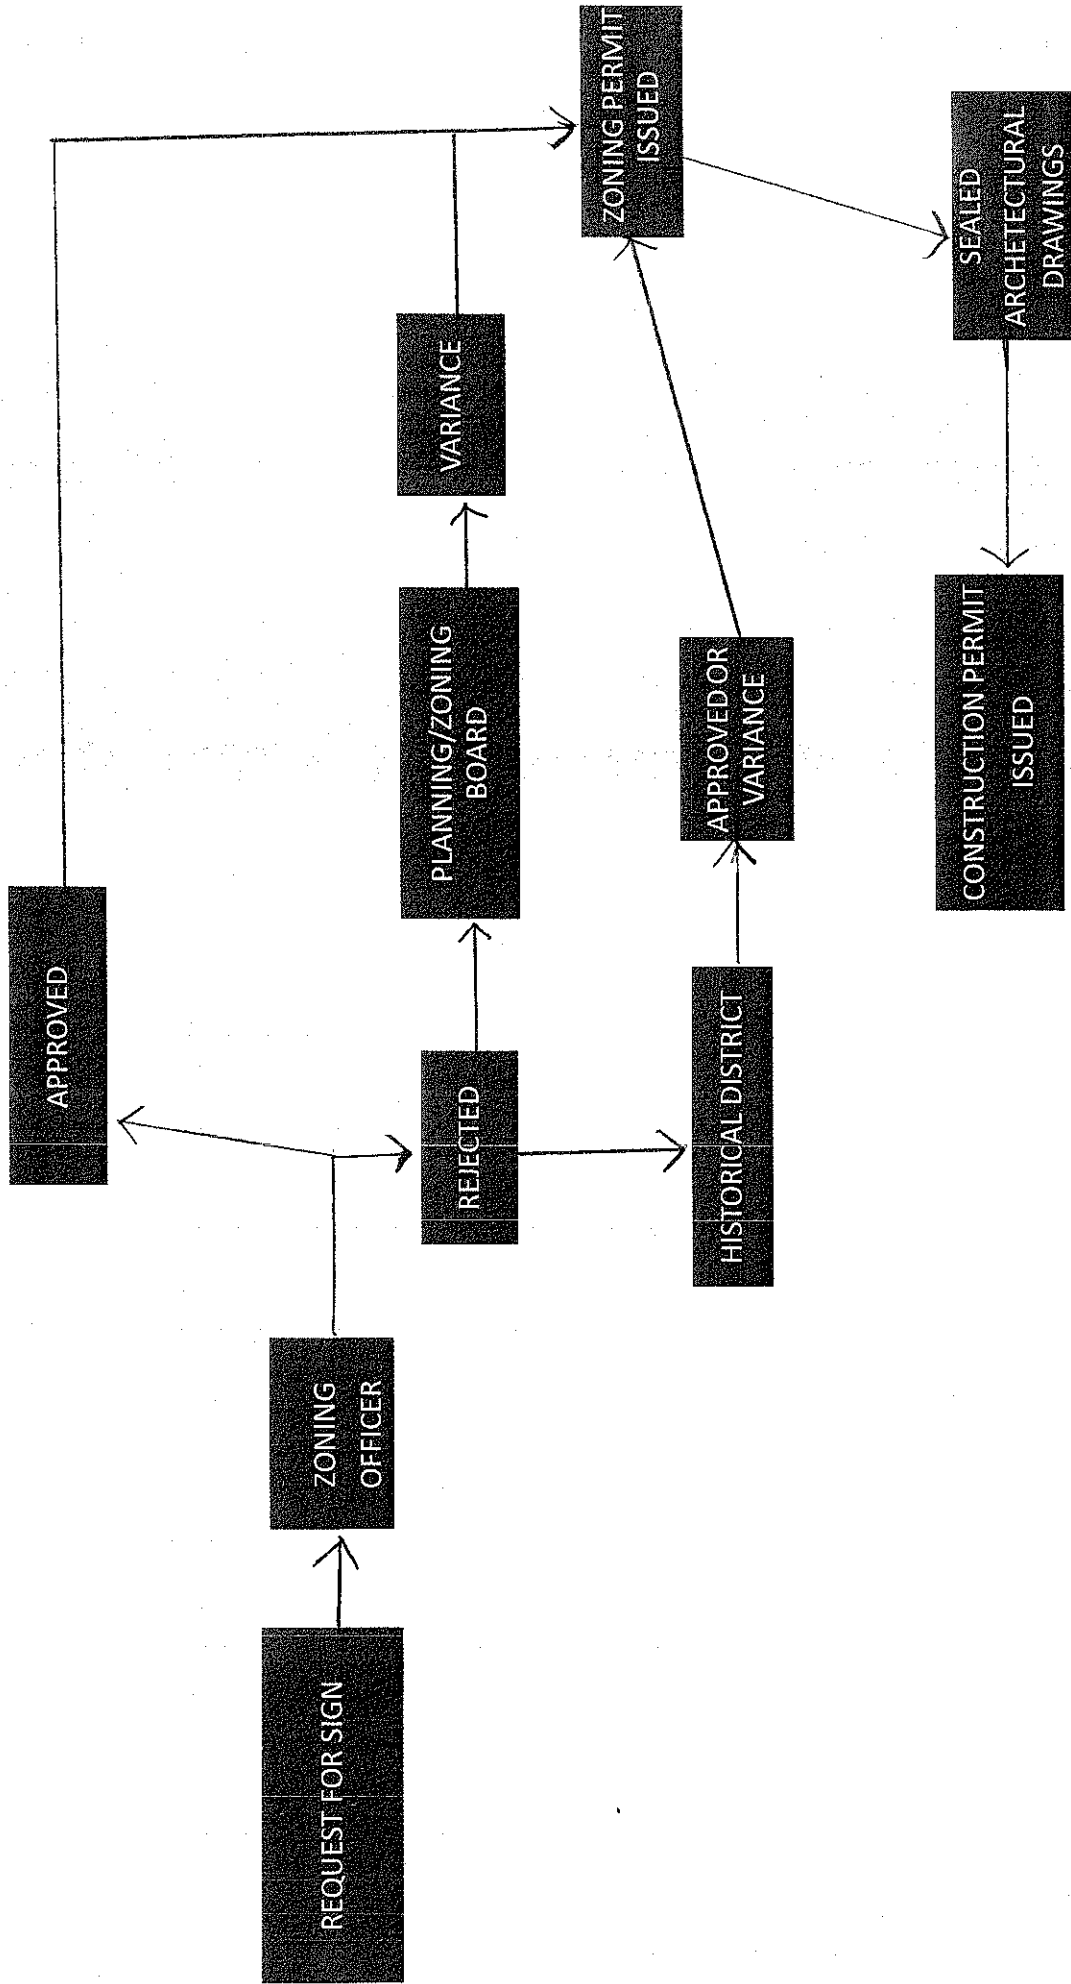 REQUEST FOR SIGN
ZONING
OFFICER
APPROVED
REJECTED
PLANNING/ZONING
BOARD
VARIANCE
HISTORICAL DISTRICT
APPROVED OR
VARIANCE
ZONING PERMIT
ISSUED
SEALED
ARCHETECTURAL
DRAWINGS
CONSTRUCTION PERMIT
ISSUED